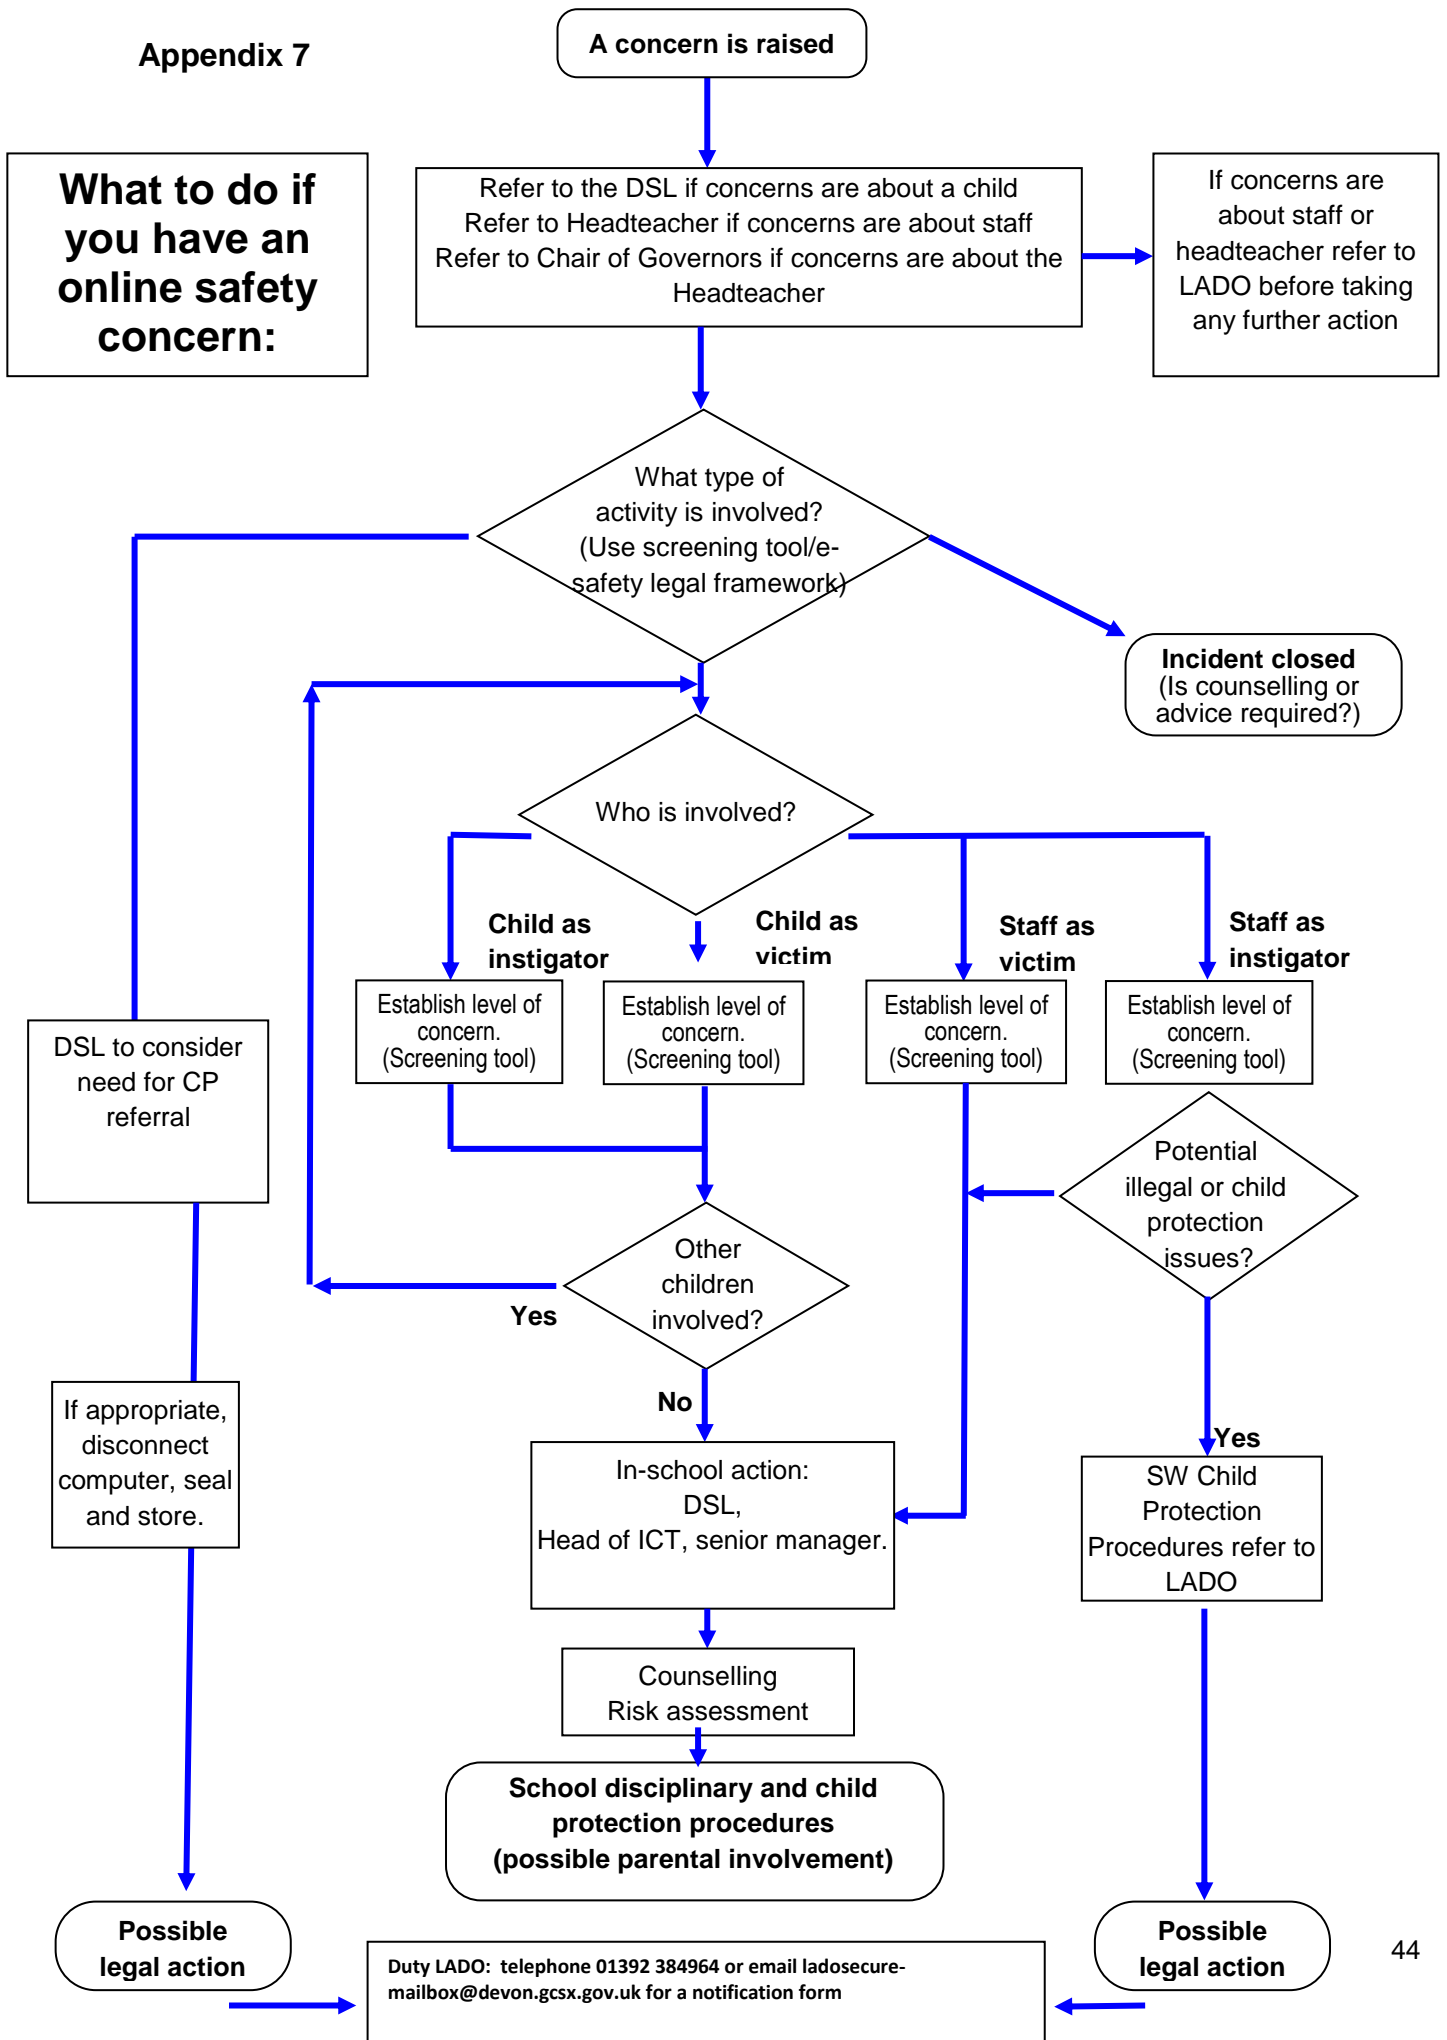 Appendix 7
A concern is raised
What to do if
you have an
online safety
concern:
Refer to the DSL if concerns are about a child
Refer to Headteacher if concerns are about staff
Refer to Chair of Governors if concerns are about the
Headteacher
If concerns are
about staff or
headteacher refer to
LADO before taking
any further action
What type of
activity is involved?
(Use screening tool/e-
safety legal framework)
Incident closed
(Is counselling or
advice required?)
Who is involved?
Child as
instigator
Child as
victim
Staff as
victim
Staff as
instigator
Establish level of
concern.
(Screening tool)
Establish level of
concern.
(Screening tool)
Establish level of
concern.
(Screening tool)
Establish level of
concern.
(Screening tool)
DSL to consider
need for CP
referral
Potential
illegal or child
protection
issues?
Other
children
involved?
Yes
No
Yes
If appropriate,
disconnect
computer, seal
and store.
In-school action:
DSL,
Head of ICT, senior manager.
SW Child
Protection
Procedures refer to
LADO
Counselling
Risk assessment
School disciplinary and child
protection procedures
(possible parental involvement)
Possible
legal action
Possible
legal action
Duty LADO: telephone 01392 384964 or email ladosecure-
mailbox@devon.gcsx.gov.uk for a notification form
44